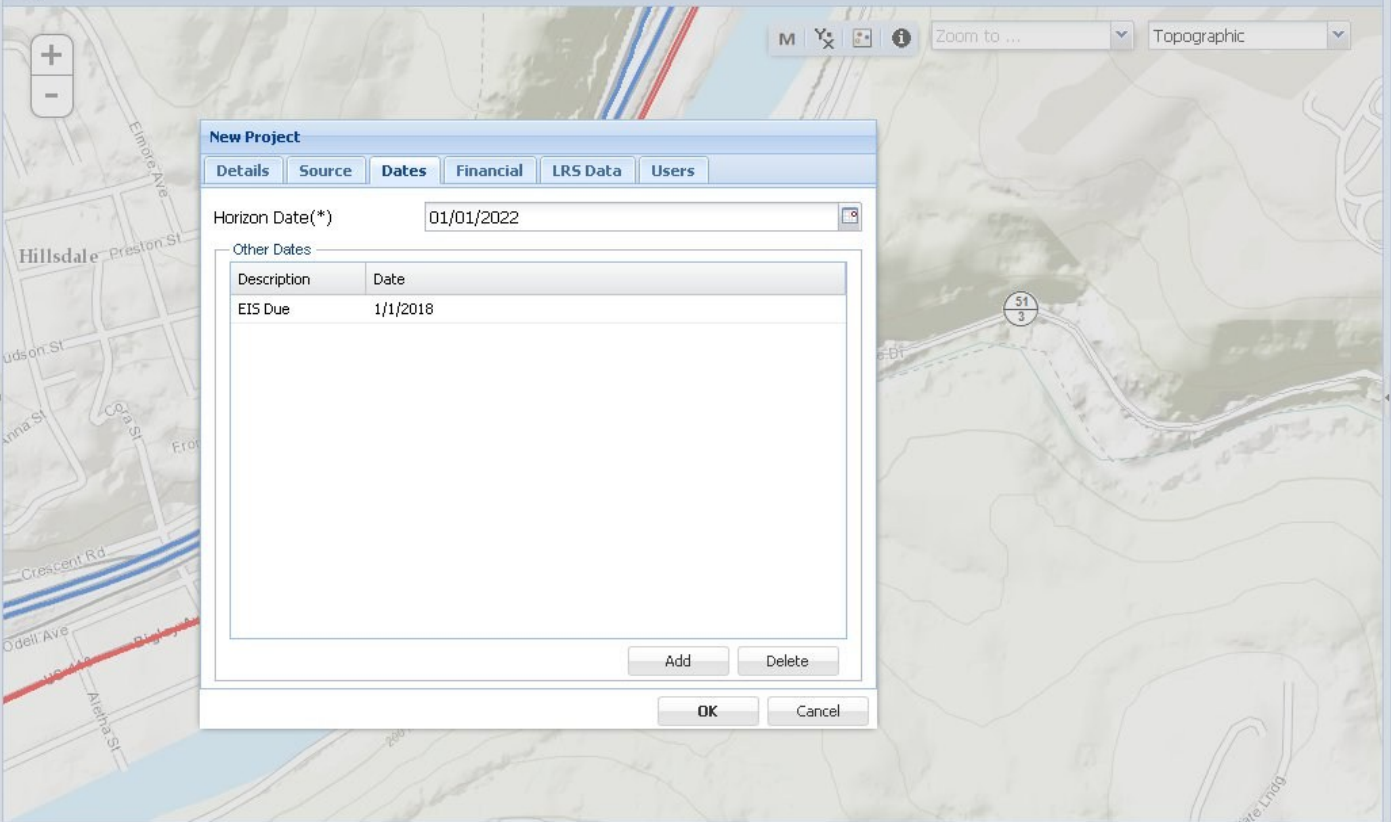 +
-
M Zoom to ... Topographic
Elmore Ave
New Project
Details Source Dates Financial LRS Data Users
Horizon Date(*) 01/01/2022
Hillsdale Preston St
Other Dates
Description Date
EIS Due 1/1/2018
51
3
Cora St
Anna St
Crescent Rd
Odell Ave
Aletha St
Add Delete
OK Cancel